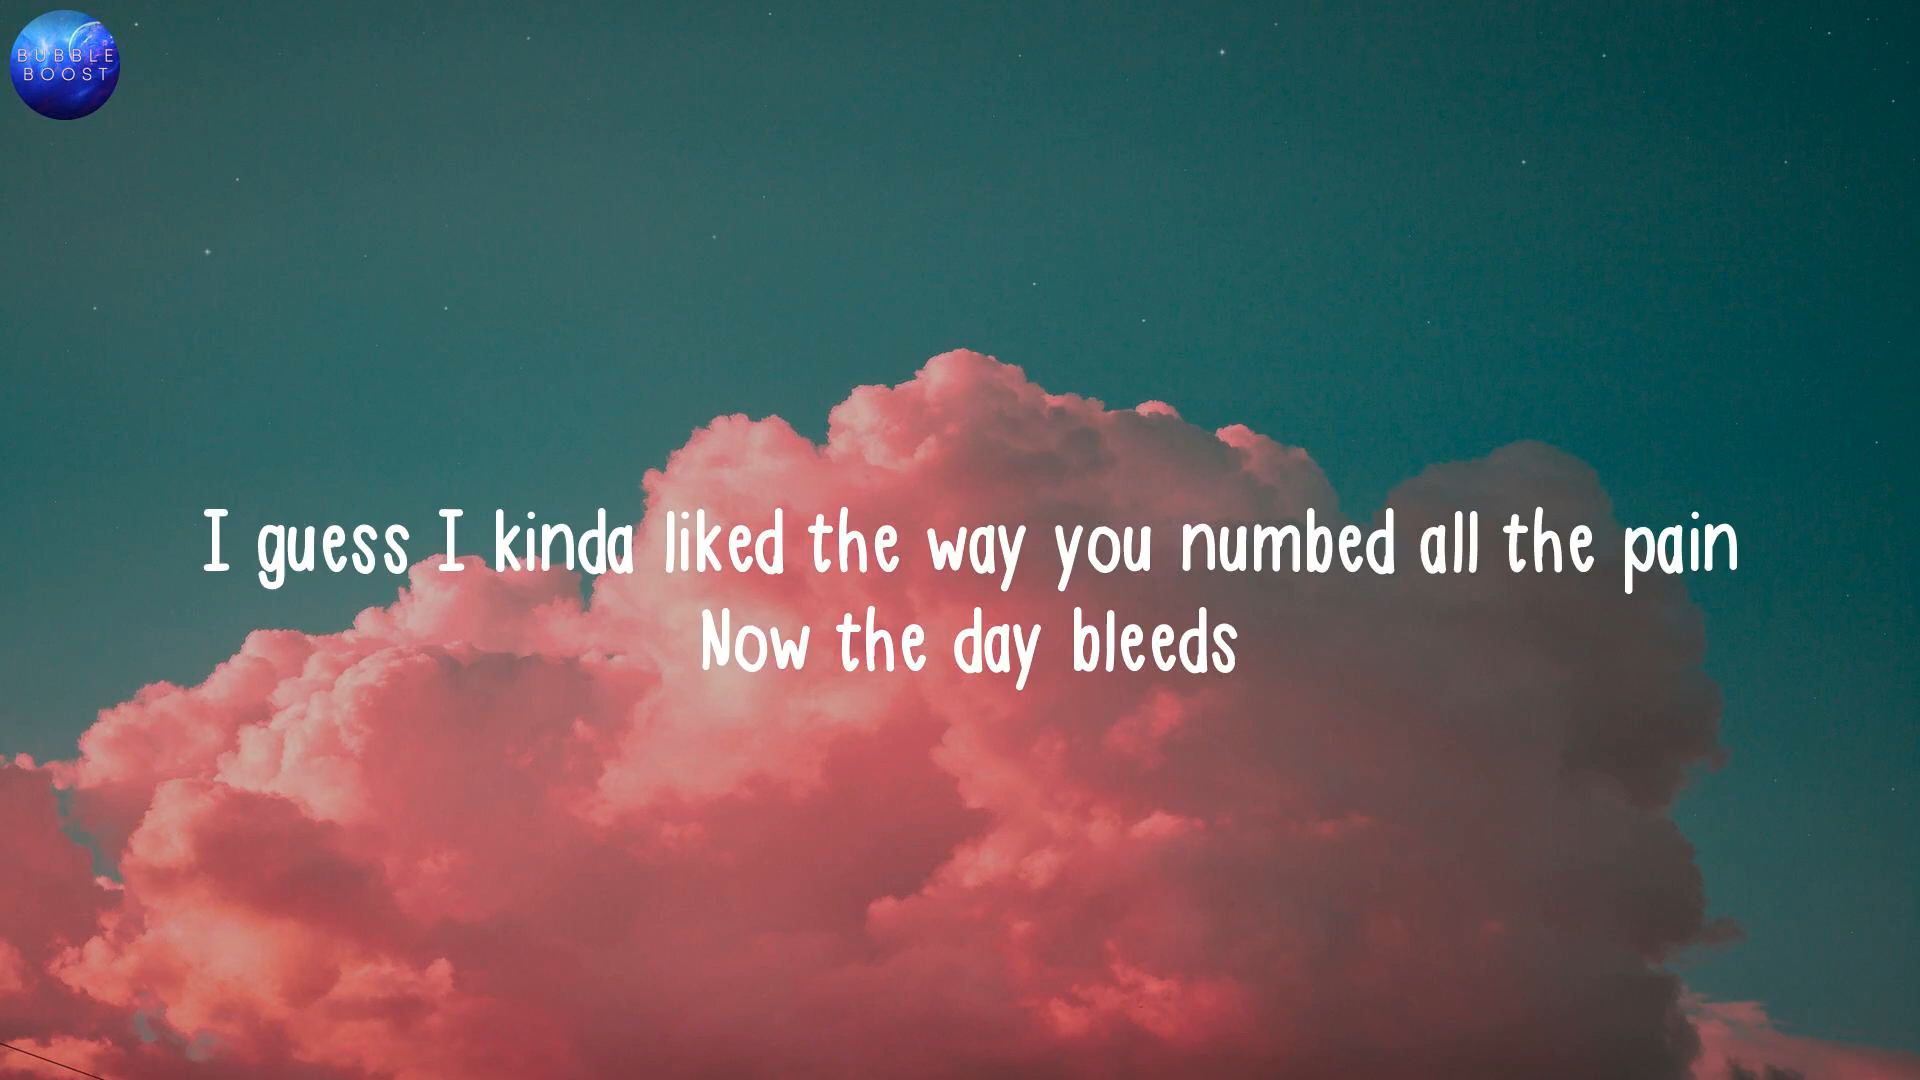 BUBBLE
BOOST
I guess I kinda liked the way you numbed all the pain
Now the day bleeds